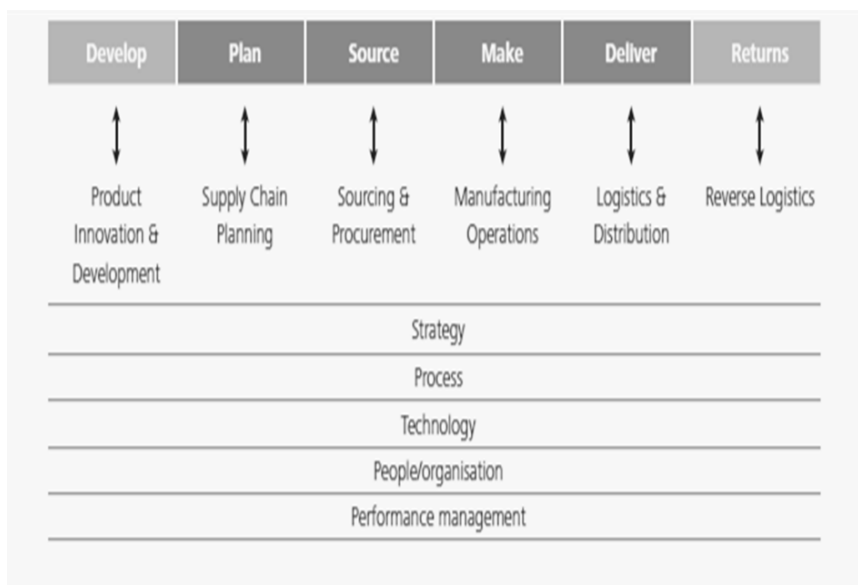 Develop Plan Source Make Deliver Returns
Product Supply Chain Sourcing & Manufacturing Logistics & Reverse Logistics
Innovation & Planning Procurement Operations Distribution
Development
Strategy
Process
Technology
People/organisation
Performance management